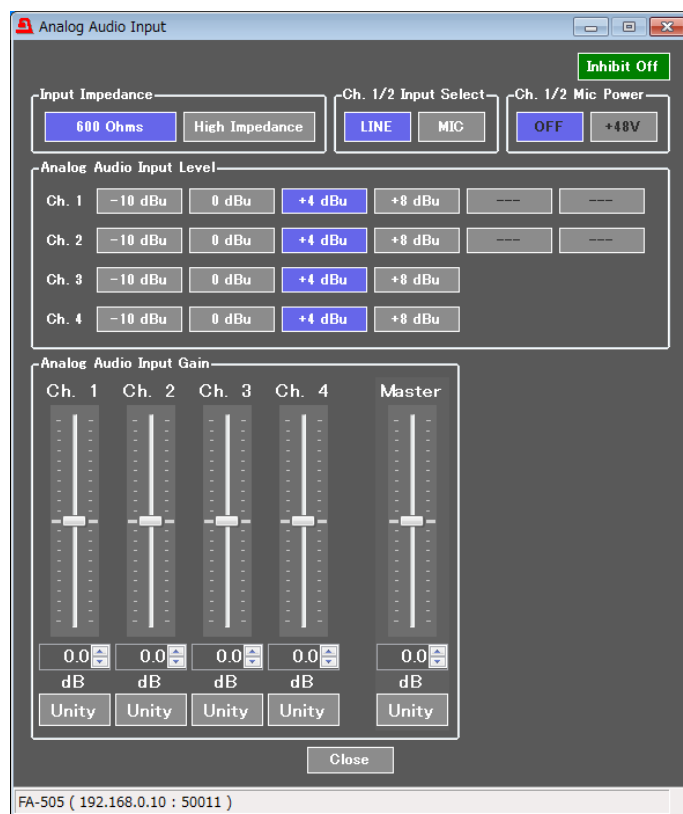 Analog Audio Input
Inhibit Off
Input Impedance
Ch. 1/2 Input Select
Ch. 1/2 Mic Power
600 Ohms High Impedance LINE MIC OFF +48V
Analog Audio Input Level
Ch. 1 -10 dBu 0 dBu +4 dBu +8 dBu --- ---
Ch. 2 -10 dBu 0 dBu +4 dBu +8 dBu --- ---
Ch. 3 -10 dBu 0 dBu +4 dBu +8 dBu
Ch. 4 -10 dBu 0 dBu +4 dBu +8 dBu
Analog Audio Input Gain
Ch. 1 Ch. 2 Ch. 3 Ch. 4 Master
0.0 0.0 0.0 0.0 0.0
dB dB dB dB dB
Unity Unity Unity Unity Unity
Close
FA-505 ( 192.168.0.10 : 50011 )